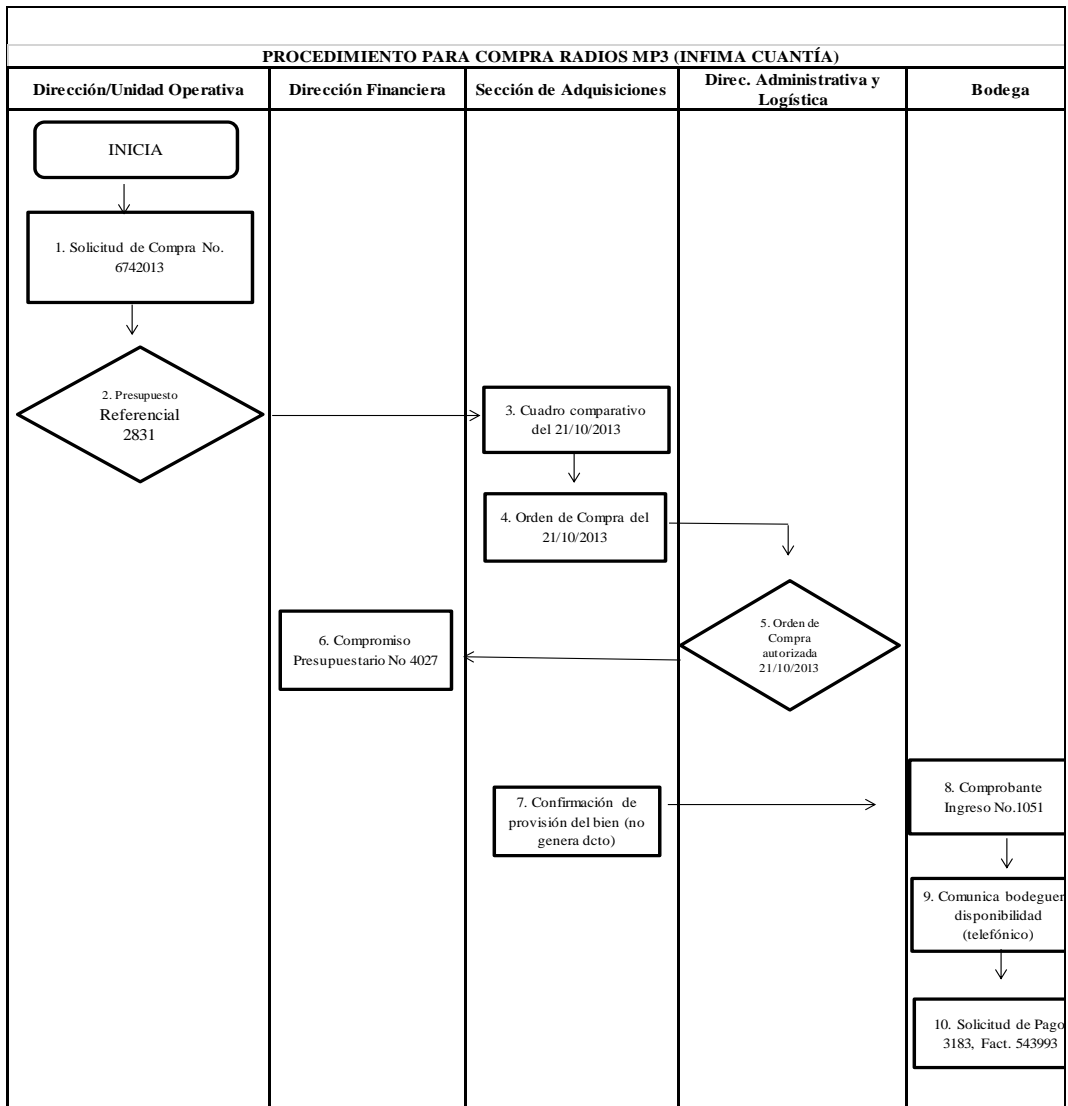 PROCEDIMIENTO PARA COMPRA RADIOS MP3 (INFIMA CUANTÍA)
Dirección/Unidad Operativa
Dirección Financiera
Sección de Adquisiciones
Direc. Administrativa y
Logística
Bodega
INICIA
1. Solicitud de Compra No.
6742013
2. Presupuesto
Referencial
2831
3. Cuadro comparativo
del 21/10/2013
4. Orden de Compra del
21/10/2013
5. Orden de
Compra
autorizada
21/10/2013
6. Compromiso
Presupuestario No 4027
7. Confirmación de
provisión del bien (no
genera dcto)
8. Comprobante
Ingreso No.1051
9. Comunica bodeguer
disponibilidad
(telefónico)
10. Solicitud de Pago
3183, Fact. 543993